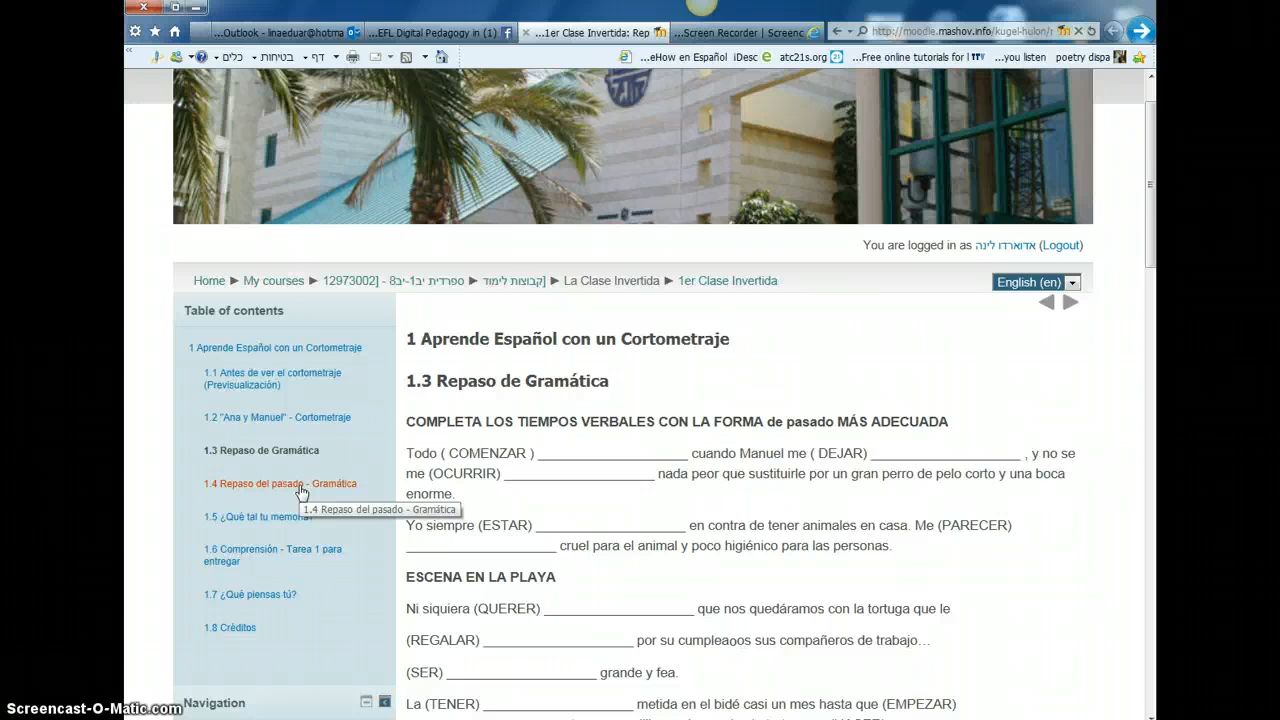 ...Outlook - linaeduar@hotma
...EFL Digital Pedagogy in (1)
...1er Clase Invertida: Rep
...Screen Recorder | Screenc
http://moodle.mashov.info/kugel-hulon/r
כלים
בטיחות
דף
...eHow en Español iDesc
atc21s.org
...Free online tutorials for l
...you listen
poetry dispa
You are logged in as אדוארדו לינה (Logout)
Home ► My courses ► 12973002] - ספרדית יב1-יב8 ► קבוצות לימוד] ► La Clase Invertida ► 1er Clase Invertida
English (en)
Table of contents
1 Aprende Español con un Cortometraje
1.1 Antes de ver el cortometraje
(Previsualización)
1.2 "Ana y Manuel" - Cortometraje
1.3 Repaso de Gramática
1.4 Repaso del pasado - Gramática
1.4 Repaso del pasado - Gramática
1.5 ¿Qué tal tu memoria?
1.6 Comprensión - Tarea 1 para
entregar
1.7 ¿Qué piensas tú?
1.8 Crèditos
Navigation
1 Aprende Español con un Cortometraje
1.3 Repaso de Gramática
COMPLETA LOS TIEMPOS VERBALES CON LA FORMA de pasado MÁS ADECUADA
Todo ( COMENZAR ) ____________________ cuando Manuel me ( DEJAR) ____________________ , y no se
me (OCURRIR) ____________________ nada peor que sustituirle por un gran perro de pelo corto y una boca
enorme.
Yo siempre (ESTAR) ____________________ en contra de tener animales en casa. Me (PARECER)
____________________ cruel para el animal y poco higiénico para las personas.
ESCENA EN LA PLAYA
Ni siquiera (QUERER) ____________________ que nos quedáramos con la tortuga que le
(REGALAR) ____________________ por su cumpleaoos sus compañeros de trabajo…
(SER) ____________________ grande y fea.
La (TENER) ____________________ metida en el bidé casi un mes hasta que (EMPEZAR)
Screencast-O-Matic.com